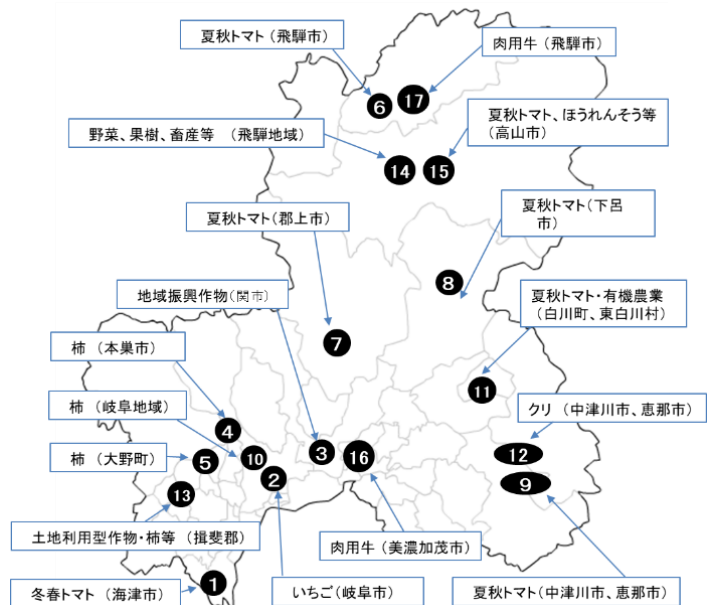 夏秋トマト（飛騨市）
肉用牛（飛騨市）
6
17
夏秋トマト、ほうれんそう等
（高山市）
野菜、果樹、畜産等　（飛騨地域）
14
15
夏秋トマト（郡上市）
夏秋トマト（下呂
市）
8
地域振興作物（関市）
夏秋トマト・有機農業
（白川町、東白川村）
7
柿　（本巣市）
11
柿　（岐阜地域）
クリ　（中津川市、恵那市）
4
柿　（大野町）
5
10
3
16
12
2
9
13
土地利用型作物・柿等　（揖斐郡）
肉用牛（美濃加茂市）
1
冬春トマト（海津市）
いちご（岐阜市）
夏秋トマト（中津川市、恵那市）